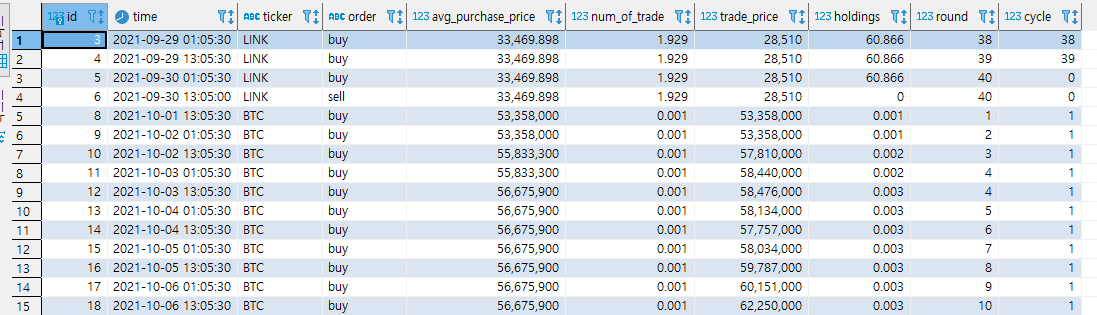 123 id ABC time ABC ticker ABC order 123 avg_purchase_price 123 num_of_trade 123 trade_price 123 holdings 123 round 123 cycle
1 3 2021-09-29 01:05:30 LINK buy 33,469.898 1.929 28,510 60.866 38 38
2 4 2021-09-29 13:05:30 LINK buy 33,469.898 1.929 28,510 60.866 39 39
3 5 2021-09-30 01:05:30 LINK buy 33,469.898 1.929 28,510 60.866 40 0
4 6 2021-09-30 13:05:00 LINK sell 33,469.898 1.929 28,510 0 40 0
5 8 2021-10-01 13:05:30 BTC buy 53,358,000 0.001 53,358,000 0.001 1 1
6 9 2021-10-02 01:05:30 BTC buy 53,358,000 0.001 53,358,000 0.001 2 1
7 10 2021-10-02 13:05:30 BTC buy 55,833,300 0.001 57,810,000 0.002 3 1
8 11 2021-10-03 01:05:30 BTC buy 55,833,300 0.001 58,440,000 0.002 4 1
9 12 2021-10-03 13:05:30 BTC buy 56,675,900 0.001 58,476,000 0.003 4 1
10 13 2021-10-04 01:05:30 BTC buy 56,675,900 0.001 58,134,000 0.003 5 1
11 14 2021-10-04 13:05:30 BTC buy 56,675,900 0.001 57,757,000 0.003 6 1
12 15 2021-10-05 01:05:30 BTC buy 56,675,900 0.001 58,034,000 0.003 7 1
13 16 2021-10-05 13:05:30 BTC buy 56,675,900 0.001 59,787,000 0.003 8 1
14 17 2021-10-06 01:05:30 BTC buy 56,675,900 0.001 60,151,000 0.003 9 1
15 18 2021-10-06 13:05:30 BTC buy 56,675,900 0.001 62,250,000 0.003 10 1